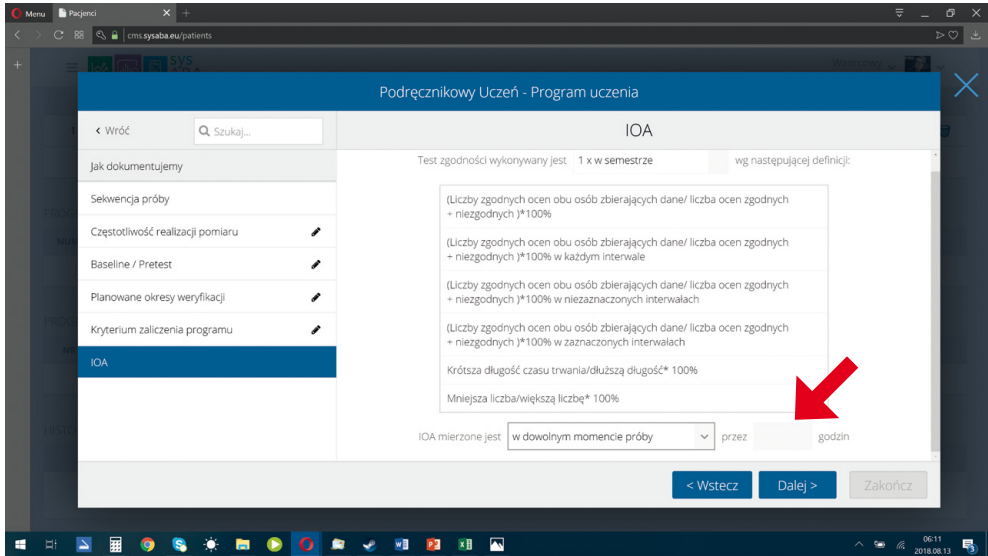 Menu
Pacjenci
cms.sysaba.eu/patients
SYS
Podręcznikowy Uczeń - Program uczenia
Wróć
Szukaj...
IOA
Jak dokumentujemy
Sekwencja próby
Częstotliwość realizacji pomiaru
Baseline / Pretest
Planowane okresy weryfikacji
Kryterium zaliczenia programu
IOA
Test zgodności wykonywany jest 1 x w semestrze wg następującej definicji:
(Liczby zgodnych ocen obu osób zbierających dane/ liczba ocen zgodnych
+ niezgodnych )*100%
(Liczby zgodnych ocen obu osób zbierających dane/ liczba ocen zgodnych
+ niezgodnych )*100% w każdym interwale
(Liczby zgodnych ocen obu osób zbierających dane/ liczba ocen zgodnych
+ niezgodnych )*100% w niezaznaczonych interwałach
(Liczby zgodnych ocen obu osób zbierających dane/ liczba ocen zgodnych
+ niezgodnych )*100% w zaznaczonych interwałach
Krótsza długość czasu trwania/dłuższą długość* 100%
Mniejsza liczba/większą liczbę* 100%
IOA mierzone jest w dowolnym momencie próby przez godzin
< Wstecz
Dalej >
Zakończ
06:11
2018.08.13